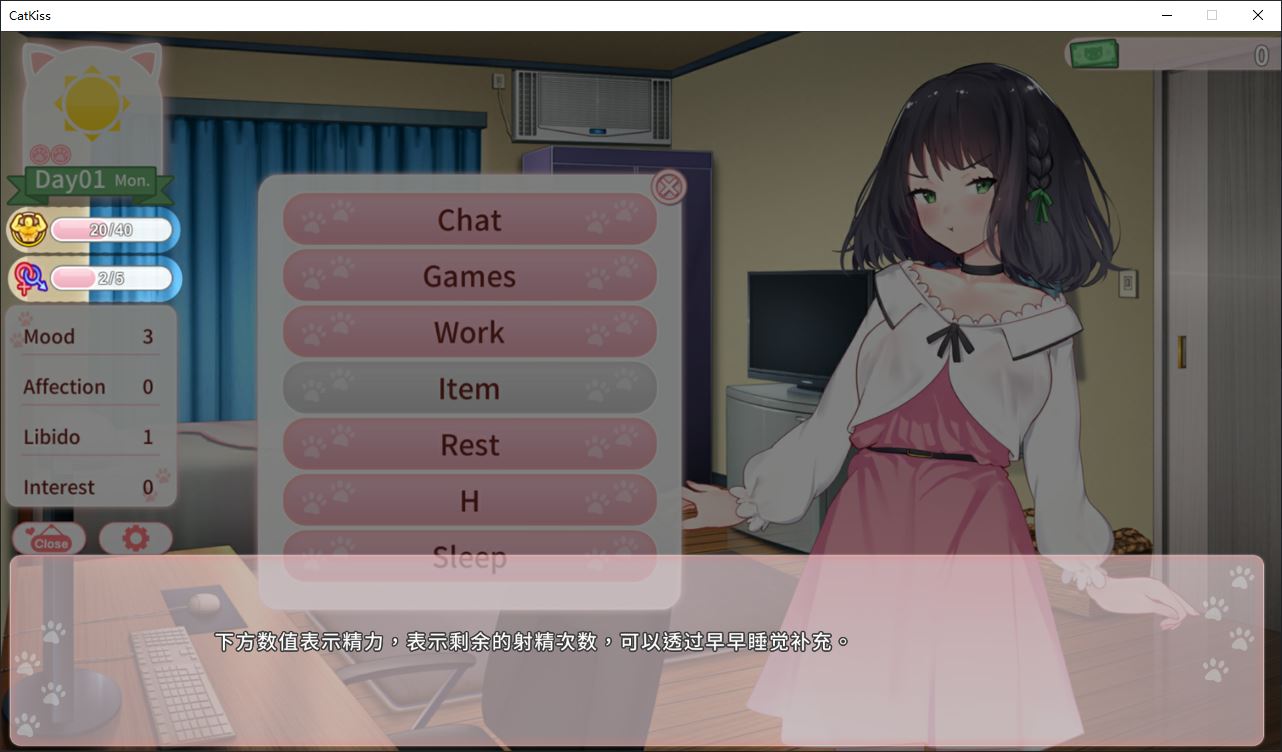 CatKiss
0
Day01 Mon.
20/40
2/5
Mood 3
Affection 0
Libido 1
Interest 0
Close
Chat
Games
Work
Item
Rest
H
Sleep
下方数值表示精力，表示剩余的射精次数，可以透过早早睡觉补充。